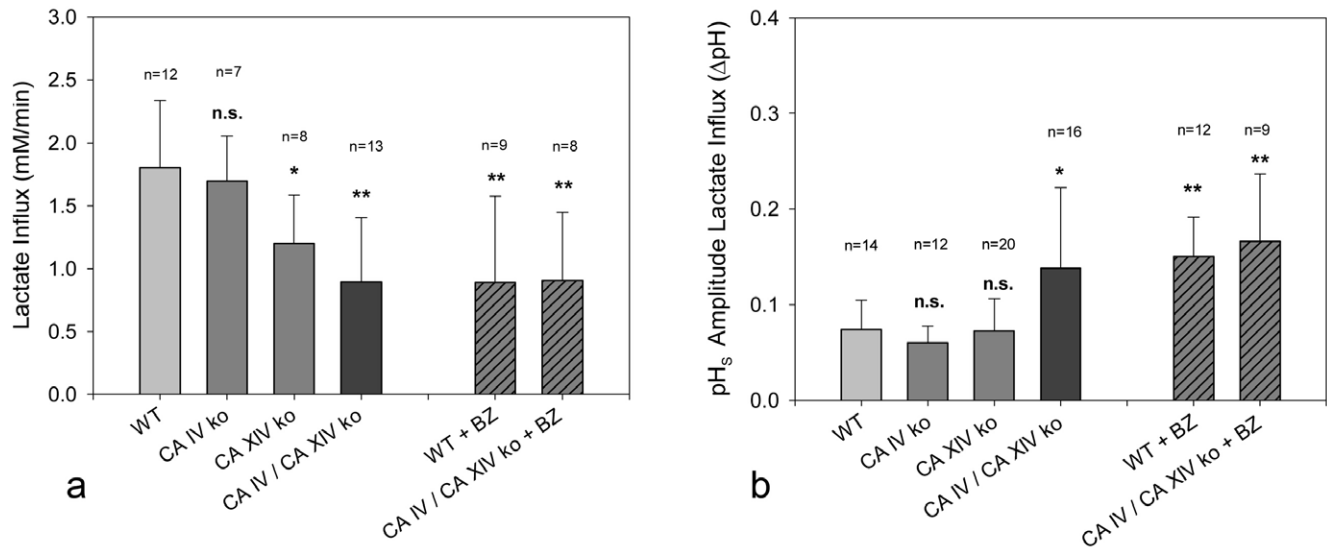 Lactate Influx (mM/min)
3.0
2.5
2.0
1.5
1.0
0.5
0.0
n=12
n=7
n.s.
n=8
*
n=13
**
n=9
**
n=8
**
WT
CA IV ko
CA XIV ko
CA IV / CA XIV ko
WT + BZ
CA IV / CA XIV ko + BZ
a
pHS Amplitude Lactate Influx (ΔpH)
0.4
0.3
0.2
0.1
0.0
n=14
n=12
n.s.
n=20
n.s.
n=16
*
n=12
**
n=9
**
WT
CA IV ko
CA XIV ko
CA IV / CA XIV ko
WT + BZ
CA IV / CA XIV ko + BZ
b